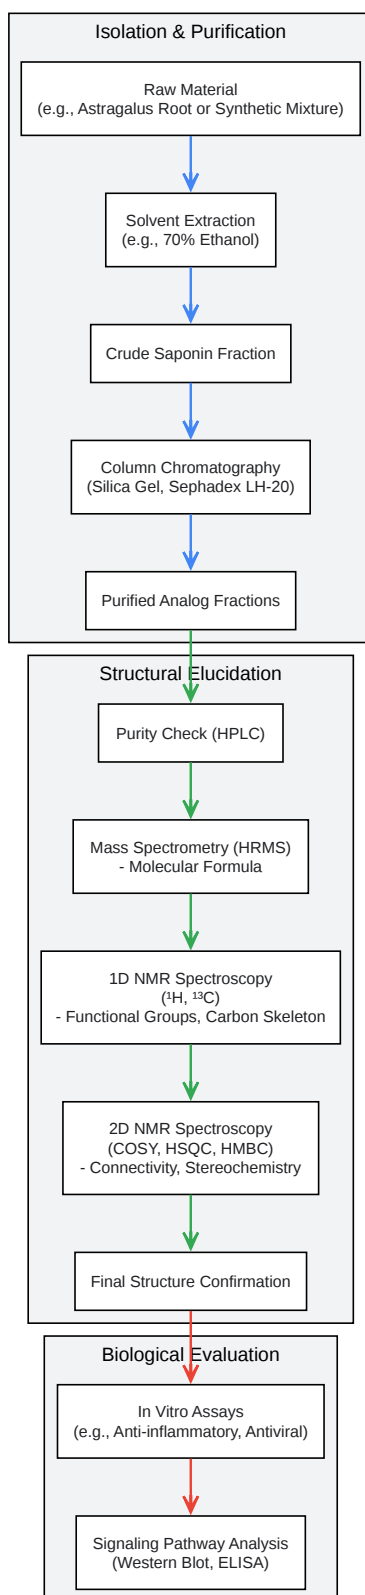 Isolation & Purification
Raw Material
(e.g., Astragalus Root or Synthetic Mixture)
Solvent Extraction
(e.g., 70% Ethanol)
Crude Saponin Fraction
Column Chromatography
(Silica Gel, Sephadex LH-20)
Purified Analog Fractions
Structural Elucidation
Purity Check (HPLC)
Mass Spectrometry (HRMS)
- Molecular Formula
1D NMR Spectroscopy
(¹H, ¹³C)
- Functional Groups, Carbon Skeleton
2D NMR Spectroscopy
(COSY, HSQC, HMBC)
- Connectivity, Stereochemistry
Final Structure Confirmation
Biological Evaluation
In Vitro Assays
(e.g., Anti-inflammatory, Antiviral)
Signaling Pathway Analysis
(Western Blot, ELISA)